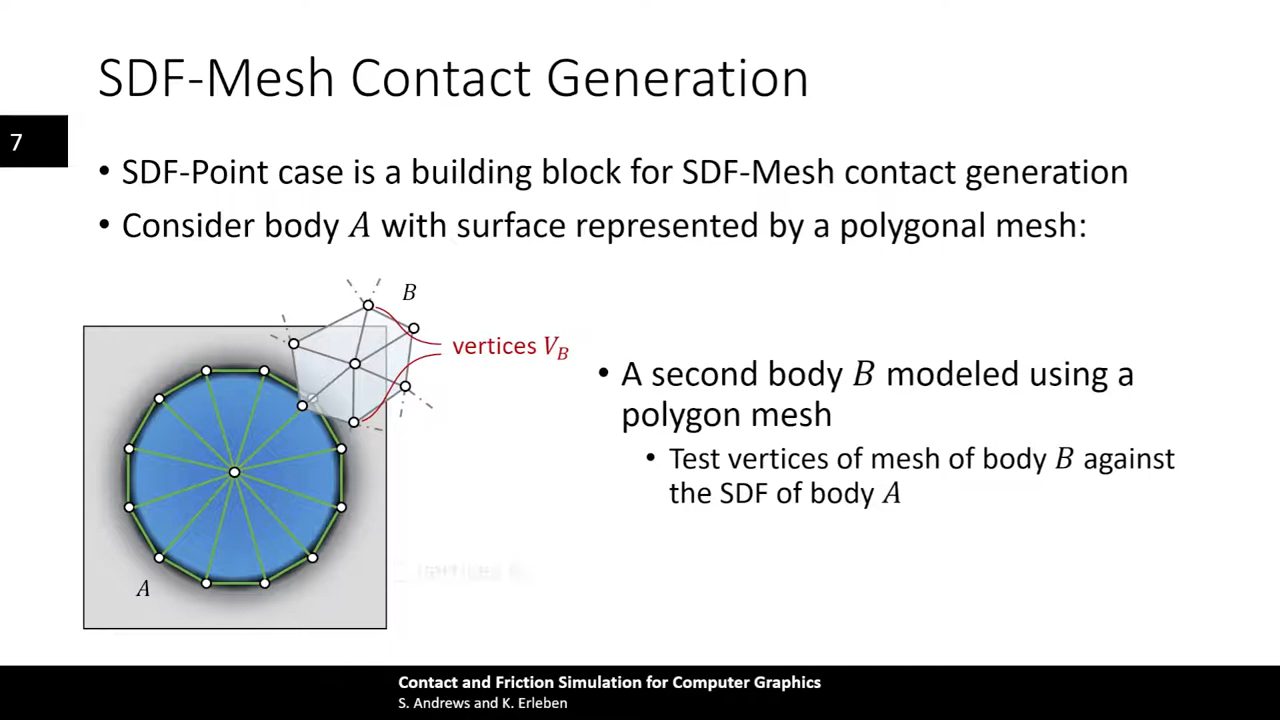 SDF-Mesh Contact Generation
7
• SDF-Point case is a building block for SDF-Mesh contact generation
• Consider body A with surface represented by a polygonal mesh:
B
vertices V_B
• A second body B modeled using a
polygon mesh
• Test vertices of mesh of body B against
the SDF of body A
A
Contact and Friction Simulation for Computer Graphics
S. Andrews and K. Erleben